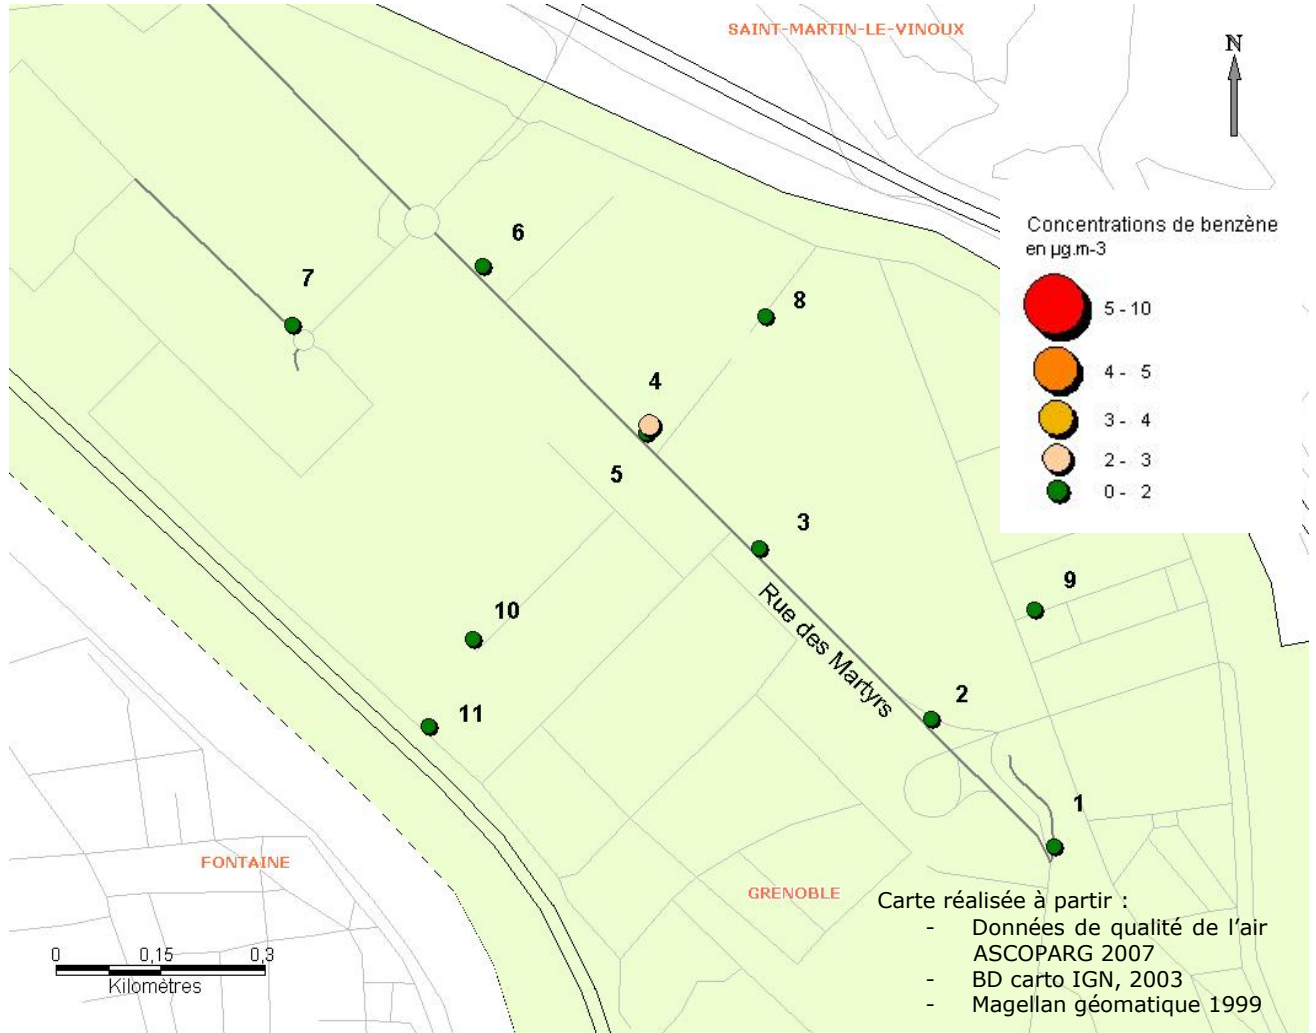 SAINT-MARTIN-LE-VINOUX
N
Concentrations de benzène
en µg.m-3
5 - 10
4 - 5
3 - 4
2 - 3
0 - 2
6
7
8
4
5
3
9
10
Rue des Martyrs
2
11
1
FONTAINE
GRENOBLE
Carte réalisée à partir :
- Données de qualité de l'air
ASCOPARG 2007
- BD carto IGN, 2003
- Magellan géomatique 1999
0 0,15 0,3
Kilomètres